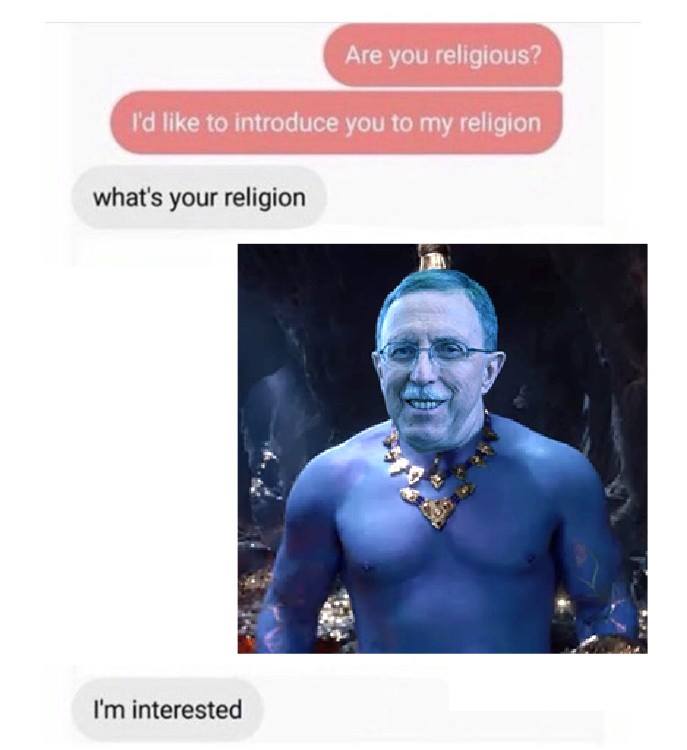 Are you religious?
I'd like to introduce you to my religion
what's your religion
I'm interested